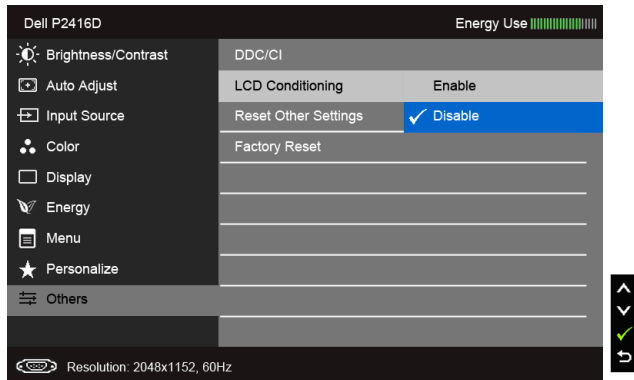 Dell P2416D Energy Use
Brightness/Contrast DDC/CI
Auto Adjust LCD Conditioning Enable
Input Source Reset Other Settings Disable
Color Factory Reset
Display
Energy
Menu
Personalize
Others
Resolution: 2048x1152, 60Hz